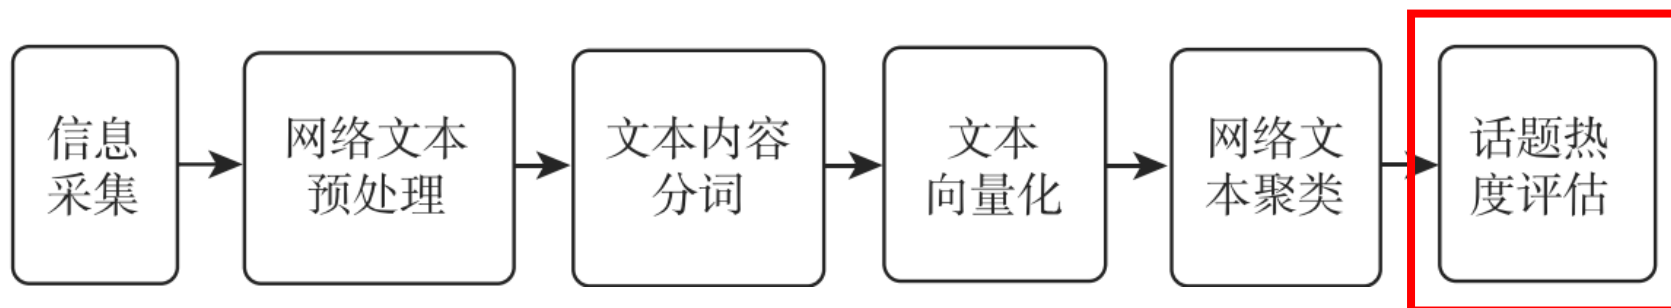 信息
采集
网络文本
预处理
文本内容
分词
文本
向量化
网络文
本聚类
话题热
度评估